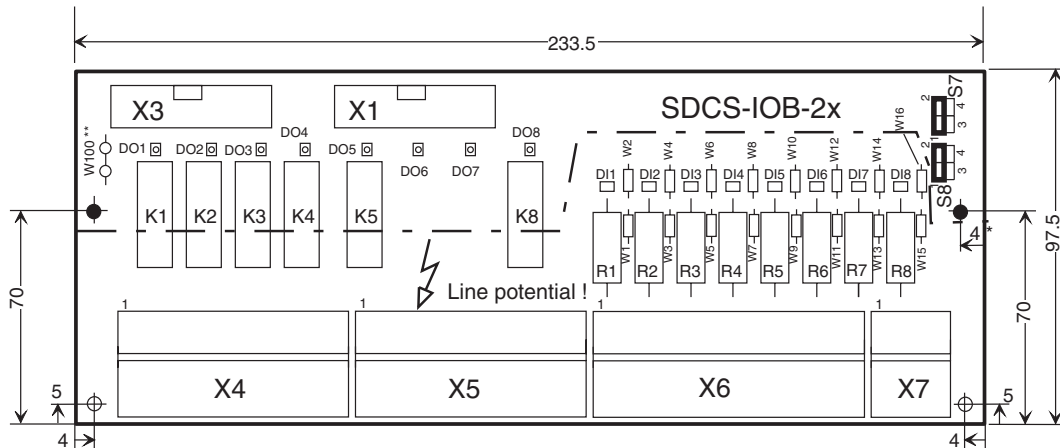 233.5
X3
X1
SDCS-IOB-2x
S7
2 4
1 3
W100 **
DO1
DO2
DO3
DO4
DO5
DO6
DO7
DO8
W2
W4
W6
W8
W10
W12
W14
W16
2 4
1 3
S8
DI1
DI2
DI3
DI4
DI5
DI6
DI7
DI8
K1
K2
K3
K4
K5
K8
4 *
97.5
R1
W1
R2
W3
R3
W5
R4
W7
R5
W9
R6
W11
R7
W13
R8
W15
70
Line potential !
70
1
1
1
1
X4
X5
X6
X7
5
5
4
4